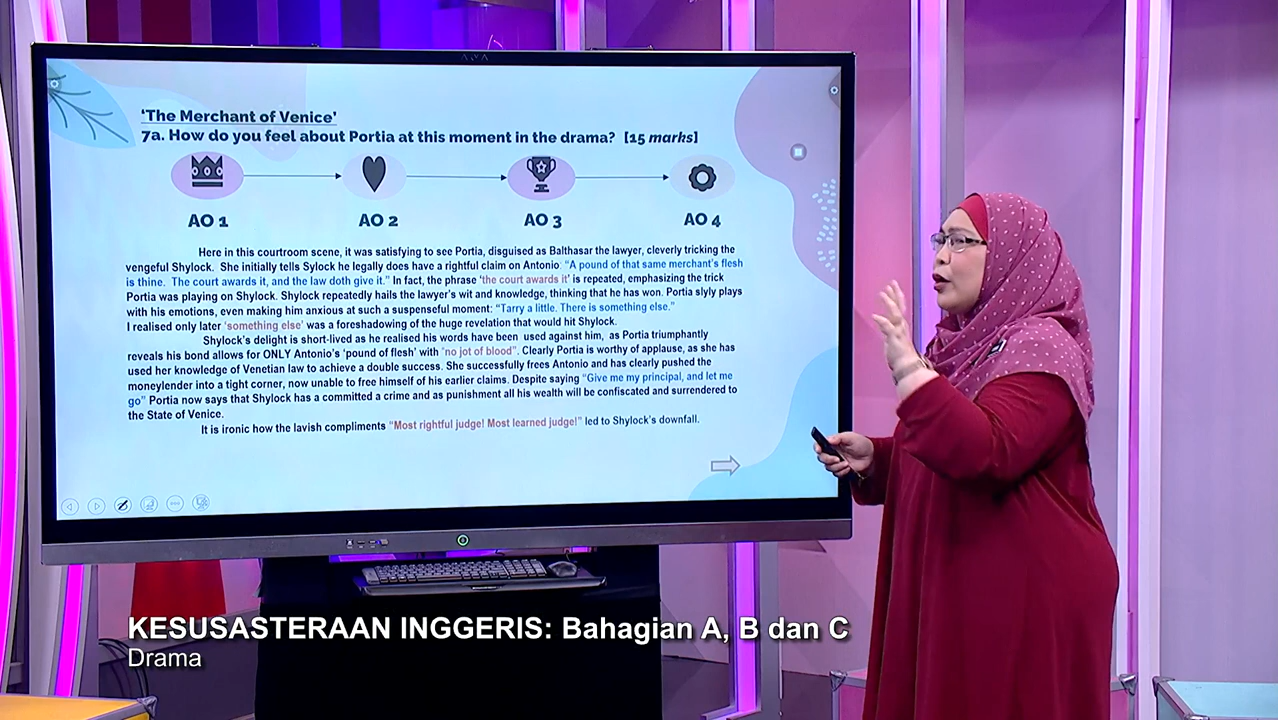 ‘The Merchant of Venice’
7a. How do you feel about Portia at this moment in the drama? [15 marks]
AO 1 AO 2 AO 3 AO 4
Here in this courtroom scene, it was satisfying to see Portia, disguised as Balthasar the lawyer, cleverly tricking the
vengeful Shylock. She initially tells Sylock he legally does have a rightful claim on Antonio: “A pound of that same merchant’s flesh
is thine. The court awards it, and the law doth give it.” In fact, the phrase ‘the court awards it’ is repeated, emphasizing the trick
Portia was playing on Shylock. Shylock repeatedly hails the lawyer’s wit and knowledge, thinking that he has won. Portia slyly plays
with his emotions, even making him anxious at such a suspenseful moment: “Tarry a little. There is something else.”
I realised only later ‘something else’ was a foreshadowing of the huge revelation that would hit Shylock.
Shylock’s delight is short-lived as he realised his words have been used against him, as Portia triumphantly
reveals his bond allows for ONLY Antonio’s ‘pound of flesh’ with “no jot of blood”. Clearly Portia is worthy of applause, as she has
used her knowledge of Venetian law to achieve a double success. She successfully frees Antonio and has clearly pushed the
moneylender into a tight corner, now unable to free himself of his earlier claims. Despite saying “Give me my principal, and let me
go” Portia now says that Shylock has a committed a crime and as punishment all his wealth will be confiscated and surrendered to
the State of Venice.
It is ironic how the lavish compliments “Most rightful judge! Most learned judge!” led to Shylock’s downfall.
KESUSASTERAAN INGGERIS: Bahagian A, B dan C
Drama